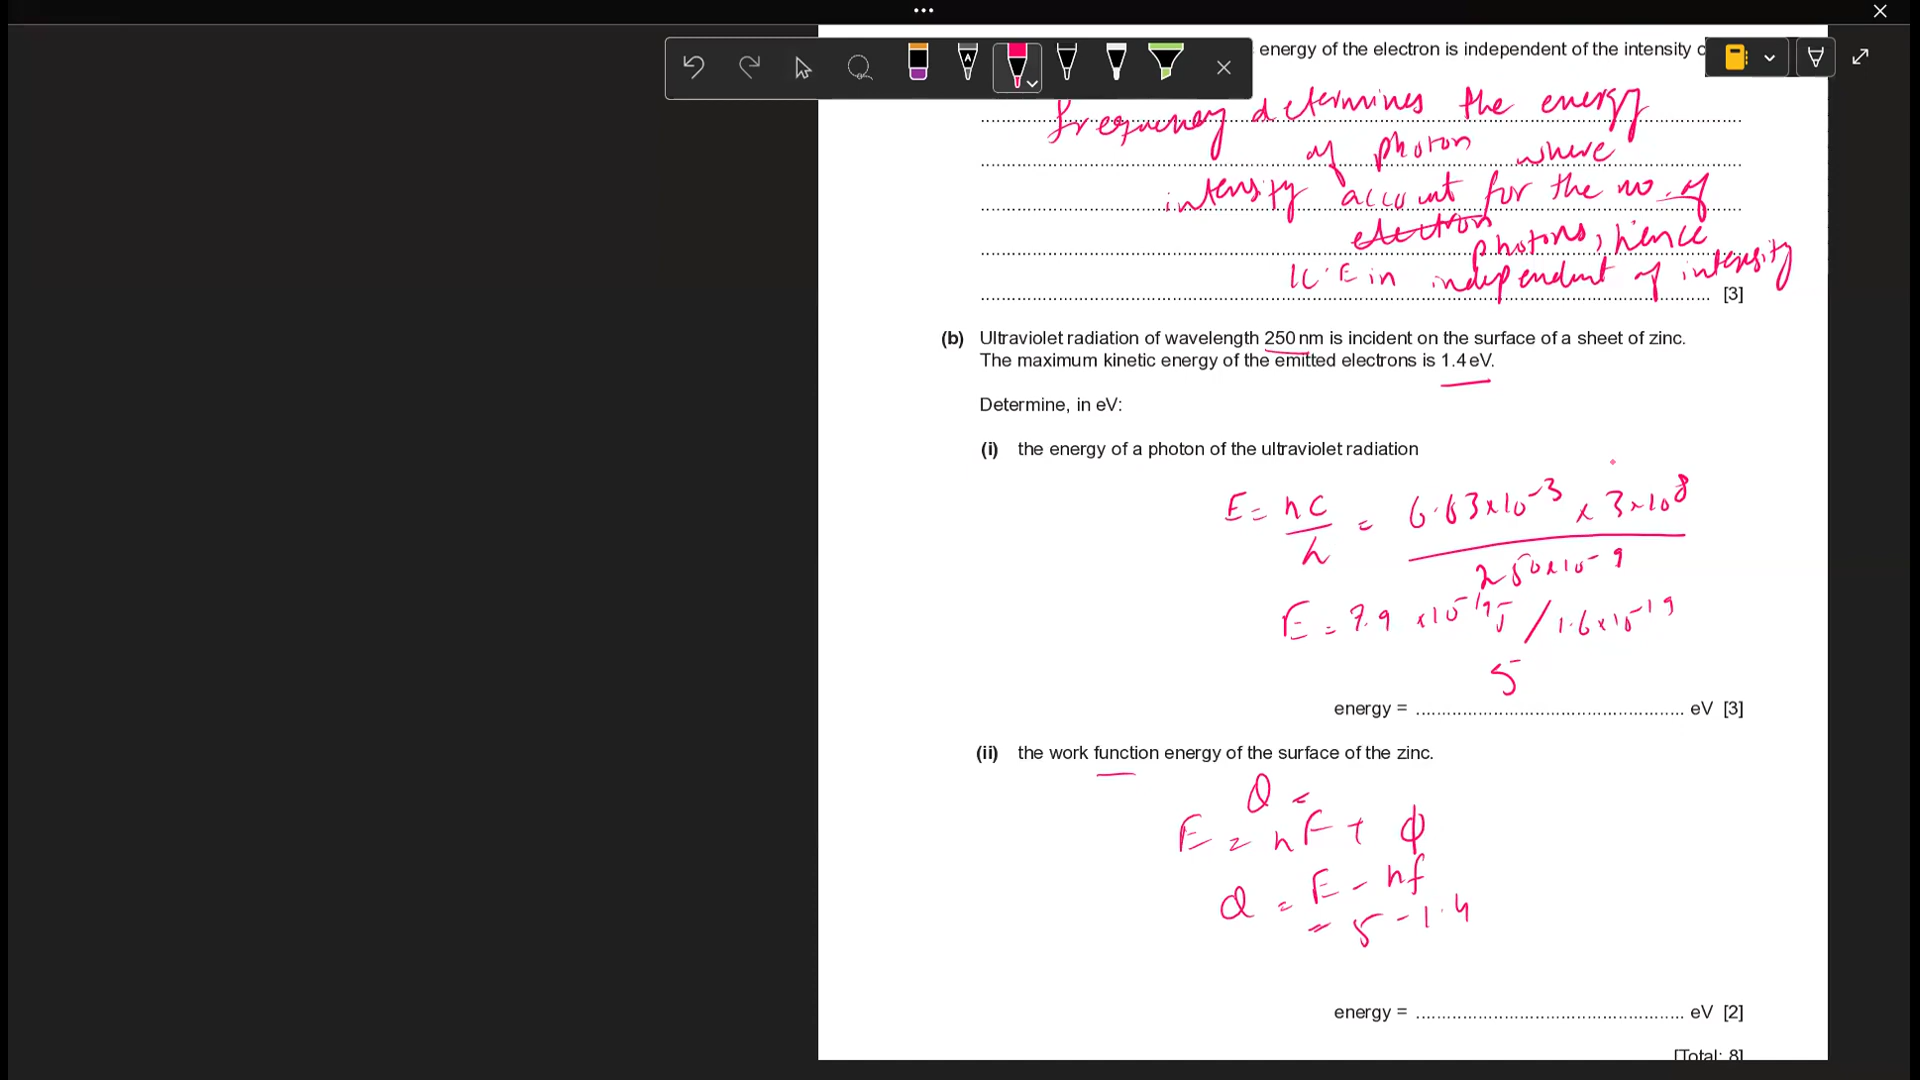 energy of the electron is independent of the intensity o
frequency determines the energy
of photon where
intensity account for the no. of
electron photons, hence
K.E in independent of intensity
[3]
(b) Ultraviolet radiation of wavelength 250 nm is incident on the surface of a sheet of zinc.
The maximum kinetic energy of the emitted electrons is 1.4 eV.
Determine, in eV:
(i) the energy of a photon of the ultraviolet radiation
E = hc / λ = 6.63×10^-3 × 3×10^8 / 250×10^-9
E = 7.9 ×10^-19 J / 1.6×10^-19
5
energy = ................................................ eV [3]
(ii) the work function energy of the surface of the zinc.
Q =
E = hF + ϕ
Q = E - hf
= 5 - 1.4
energy = ................................................ eV [2]
[Total: 8]